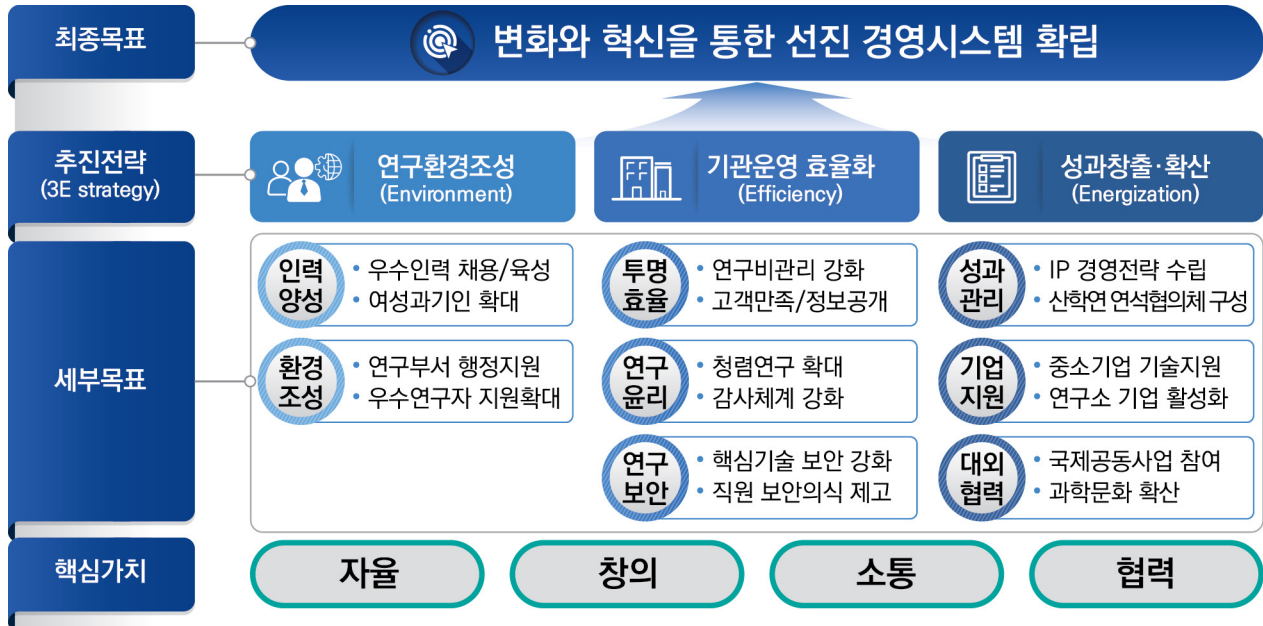 최종목표
변화와 혁신을 통한 선진 경영시스템 확립
추진전략
(3E strategy)
연구환경조성
(Environment)
기관운영 효율화
(Efficiency)
성과창출·확산
(Energization)
세부목표
인력
양성
• 우수인력 채용/육성
• 여성과기인 확대
환경
조성
• 연구부서 행정지원
• 우수연구자 지원확대
투명
효율
• 연구비관리 강화
• 고객만족/정보공개
연구
윤리
• 청렴연구 확대
• 감사체계 강화
연구
보안
• 핵심기술 보안 강화
• 직원 보안의식 제고
성과
관리
• IP 경영전략 수립
• 산학연 연석협의체 구성
기업
지원
• 중소기업 기술지원
• 연구소 기업 활성화
대외
협력
• 국제공동사업 참여
• 과학문화 확산
핵심가치
자율
창의
소통
협력